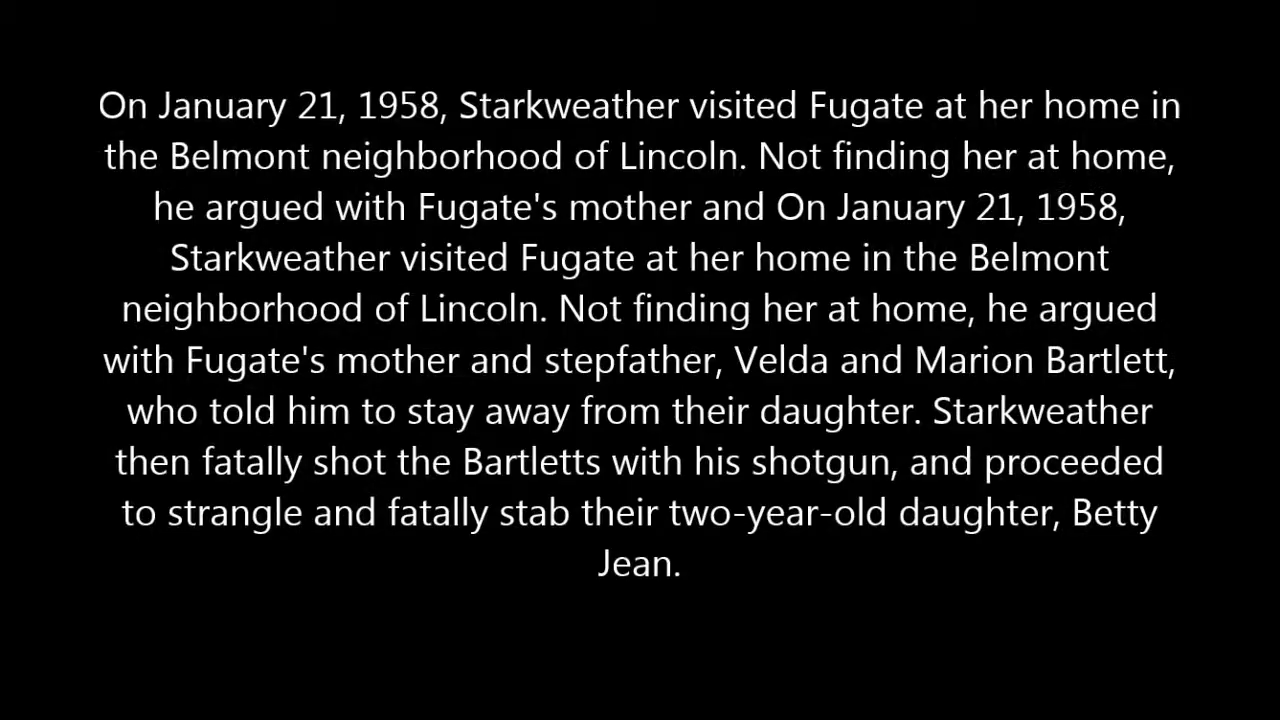 On January 21, 1958, Starkweather visited Fugate at her home in
the Belmont neighborhood of Lincoln. Not finding her at home,
he argued with Fugate's mother and On January 21, 1958,
Starkweather visited Fugate at her home in the Belmont
neighborhood of Lincoln. Not finding her at home, he argued
with Fugate's mother and stepfather, Velda and Marion Bartlett,
who told him to stay away from their daughter. Starkweather
then fatally shot the Bartletts with his shotgun, and proceeded
to strangle and fatally stab their two-year-old daughter, Betty
Jean.